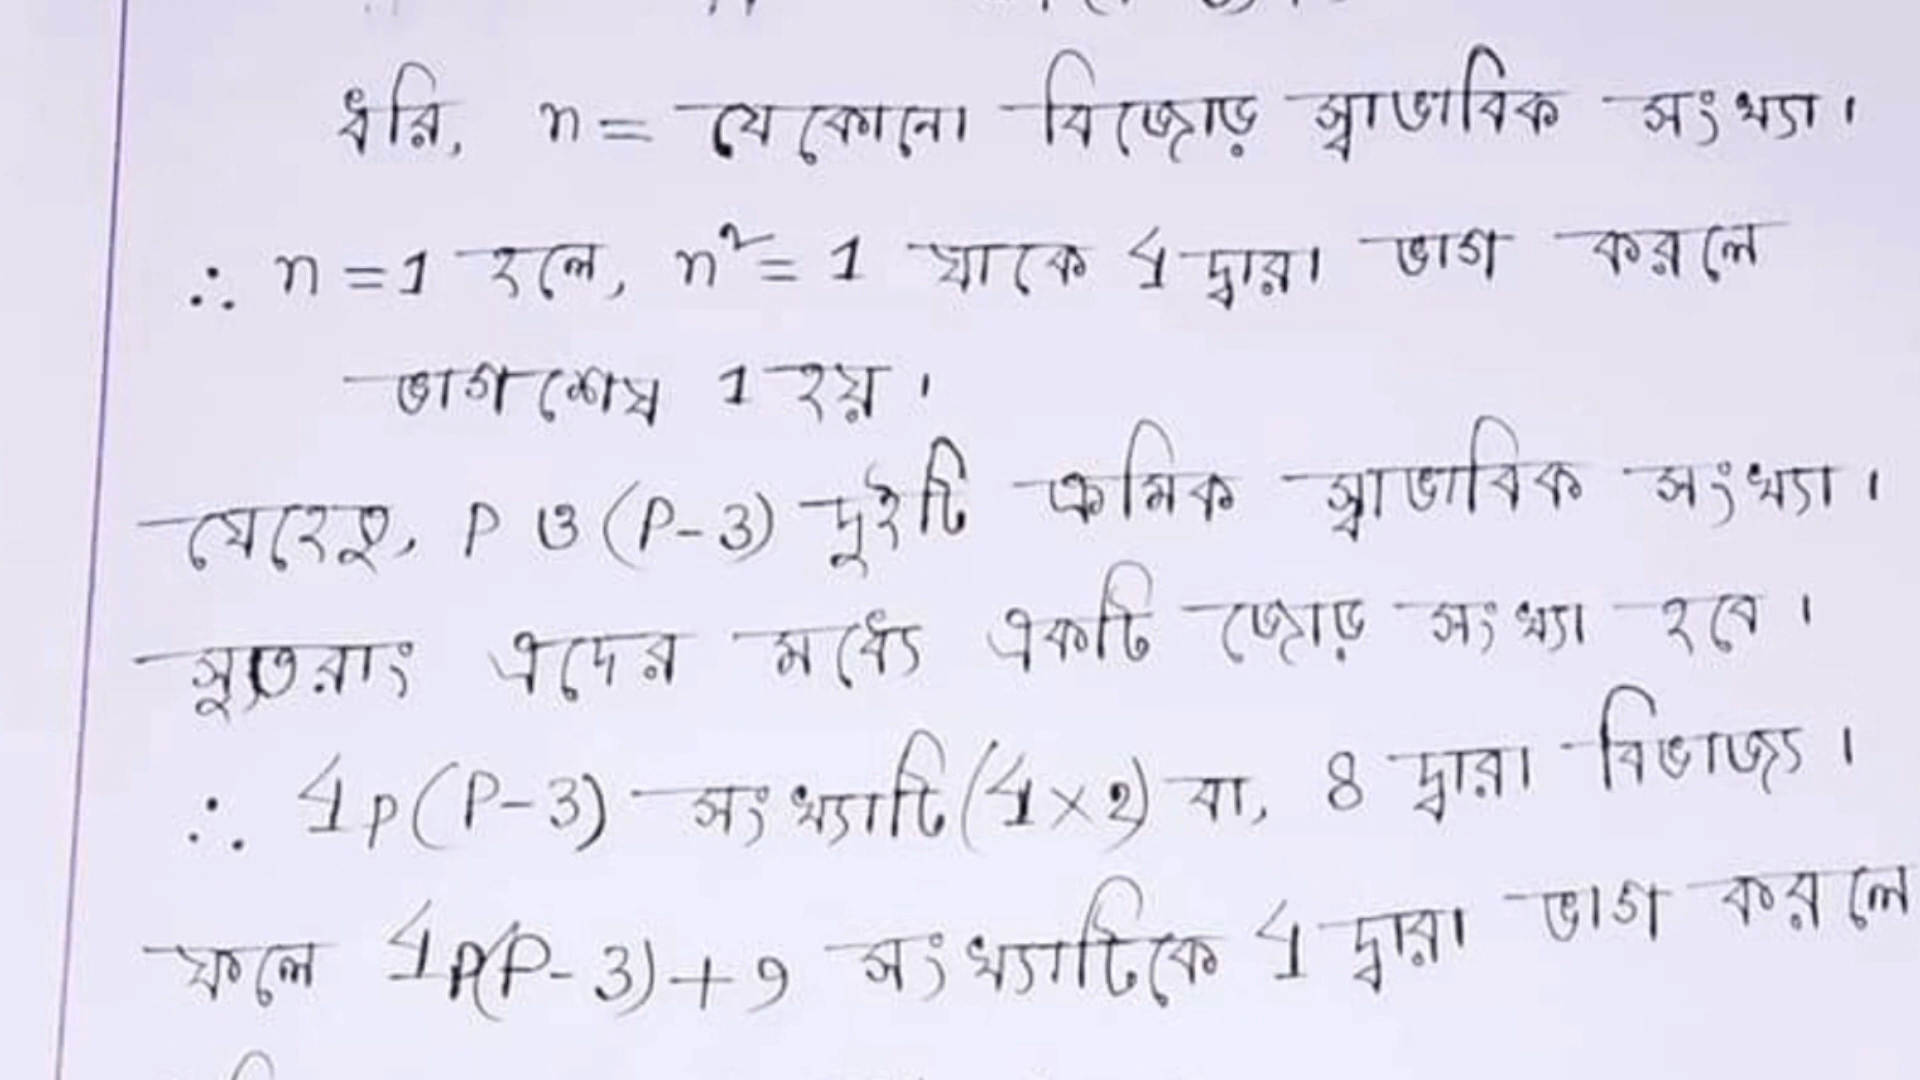 ধরি, n = যেকোনো বিজোড় স্বাভাবিক সংখ্যা।
∴ n = 1 হলে, n² = 1 যাকে 4 দ্বারা ভাগ করলে
ভাগশেষ 1 হয়।
যেহেতু, P ও (P-3) দুইটি ক্রমিক স্বাভাবিক সংখ্যা।
সুতরাং এদের মধ্যে একটি জোড় সংখ্যা হবে।
∴ 4P(P-3) সংখ্যাটি (4×2) বা, 8 দ্বারা বিভাজ্য।
ফলে 4P(P-3)+9 সংখ্যাটিকে 4 দ্বারা ভাগ করলে